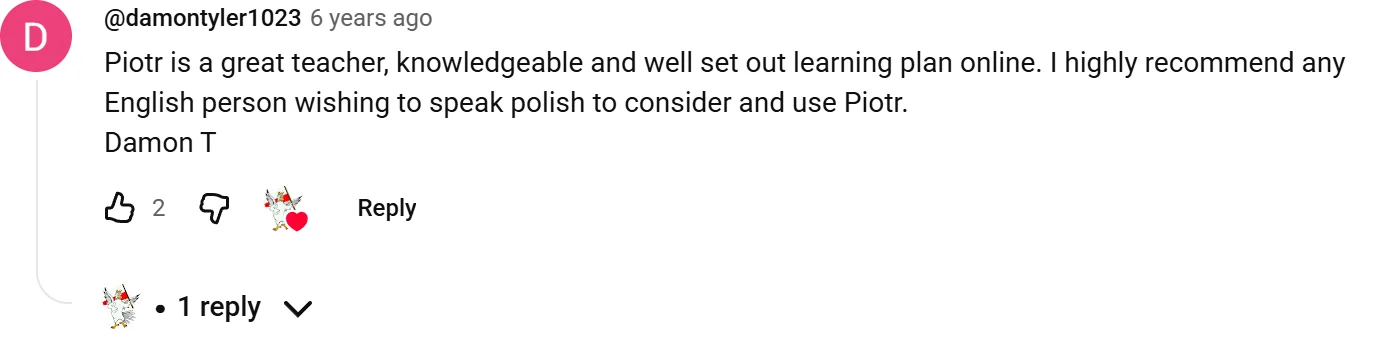 D
@damontyler1023 6 years ago
Piotr is a great teacher, knowledgeable and well set out learning plan online. I highly recommend any
English person wishing to speak polish to consider and use Piotr.
Damon T
2 Reply
• 1 reply